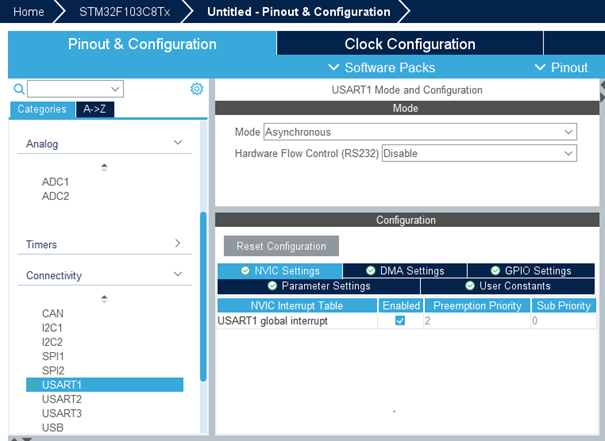 Home STM32F103C8Tx Untitled - Pinout & Configuration
Pinout & Configuration Clock Configuration
Software Packs Pinout
Categories A->Z
Analog
ADC1
ADC2
Timers
Connectivity
CAN
I2C1
I2C2
SPI1
SPI2
USART1
USART2
USART3
USB
USART1 Mode and Configuration
Mode
Mode Asynchronous
Hardware Flow Control (RS232) Disable
Configuration
Reset Configuration
NVIC Settings DMA Settings GPIO Settings
Parameter Settings User Constants
NVIC Interrupt Table Enabled Preemption Priority Sub Priority
USART1 global interrupt 2 0